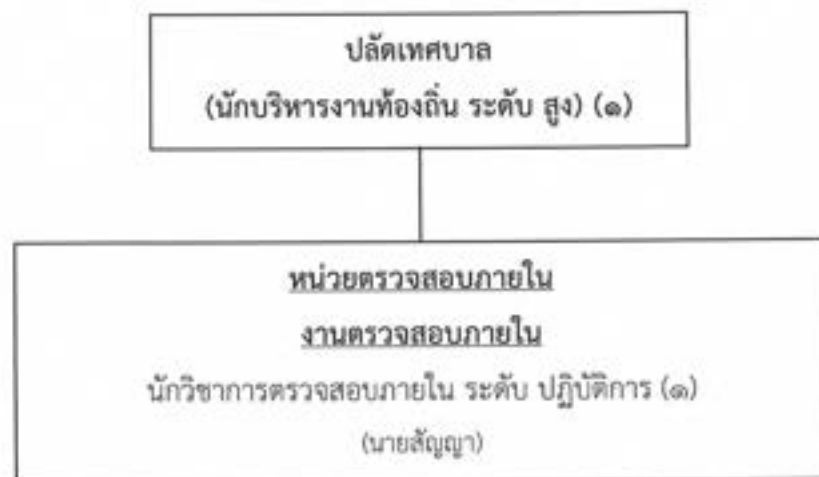 ปลัดเทศบาล
(นักบริหารงานท้องถิ่น ระดับ สูง) (๑)
หน่วยตรวจสอบภายใน
งานตรวจสอบภายใน
นักวิชาการตรวจสอบภายใน ระดับ ปฏิบัติการ (๑)
(นายสัญญา)